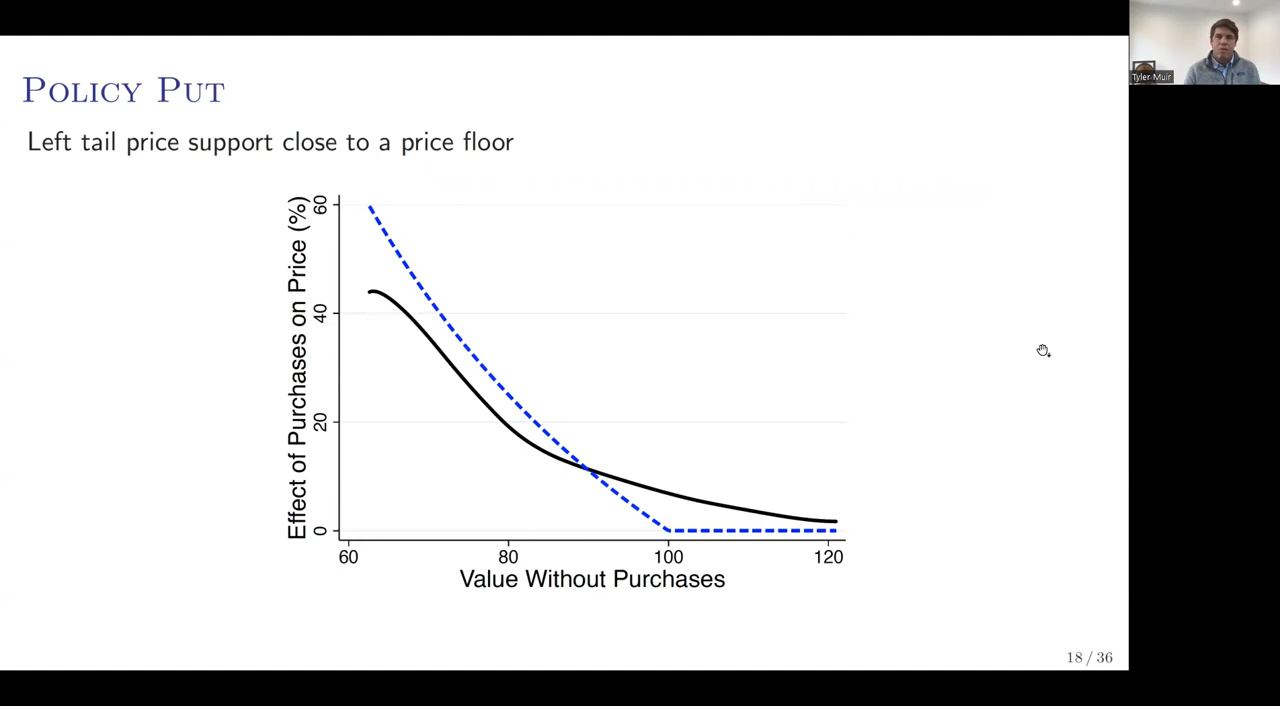 POLICY PUT
Left tail price support close to a price floor
Effect of Purchases on Price (%)
60
40
20
0
60 80 100 120
Value Without Purchases
18 / 36
Tyler Muir